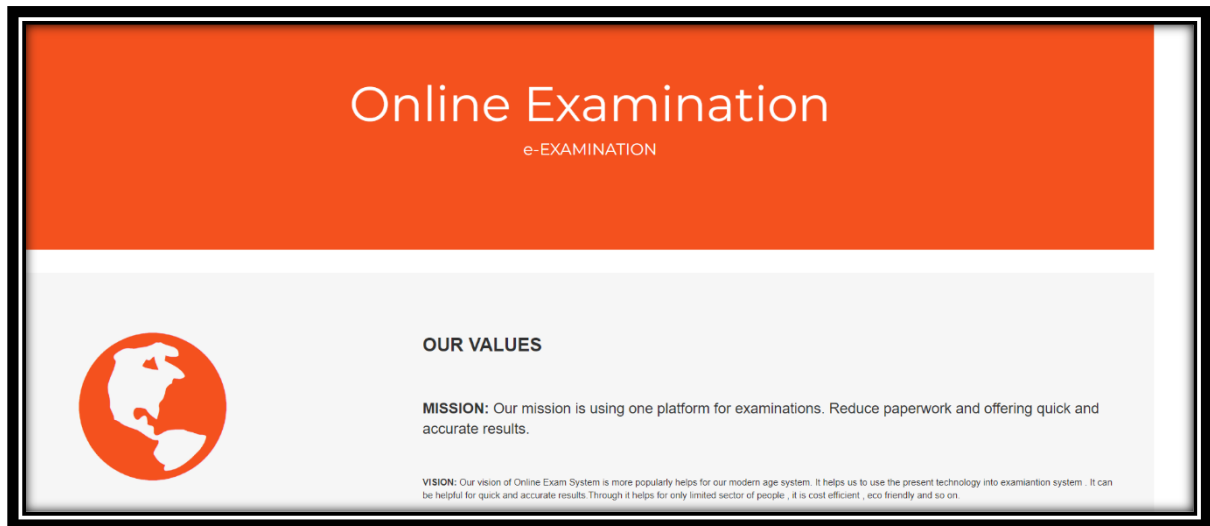 Online Examination
e-EXAMINATION
OUR VALUES
MISSION: Our mission is using one platform for examinations. Reduce paperwork and offering quick and
accurate results.
VISION: Our vision of Online Exam System is more popularly helps for our modern age system. It helps us to use the present technology into examiantion system . It can
be helpful for quick and accurate results.Through it helps for only limited sector of people , it is cost efficient , eco friendly and so on.